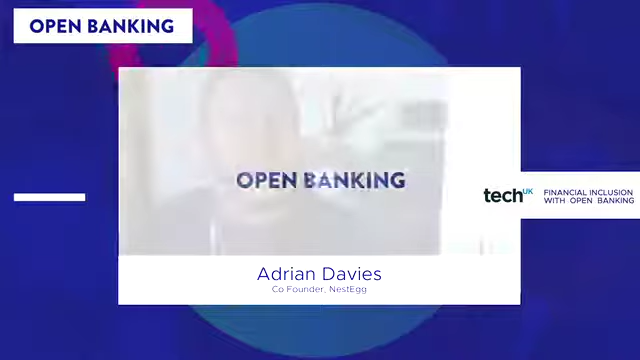 OPEN BANKING
OPEN BANKING
techUK
FINANCIAL INCLUSION
WITH OPEN BANKING
Adrian Davies
Co Founder, NestEgg